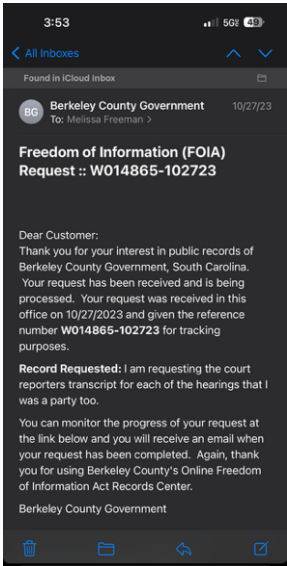 3:53
5G 49
All Inboxes
Found in iCloud Inbox
BG
Berkeley County Government
10/27/23
To: Melissa Freeman
Freedom of Information (FOIA)
Request :: W014865-102723
Dear Customer:
Thank you for your interest in public records of
Berkeley County Government, South Carolina.
Your request has been received and is being
processed. Your request was received in this
office on 10/27/2023 and given the reference
number W014865-102723 for tracking
purposes.
Record Requested: I am requesting the court
reporters transcript for each of the hearings that I
was a party too.
You can monitor the progress of your request at
the link below and you will receive an email when
your request has been completed. Again, thank
you for using Berkeley County's Online Freedom
of Information Act Records Center.
Berkeley County Government